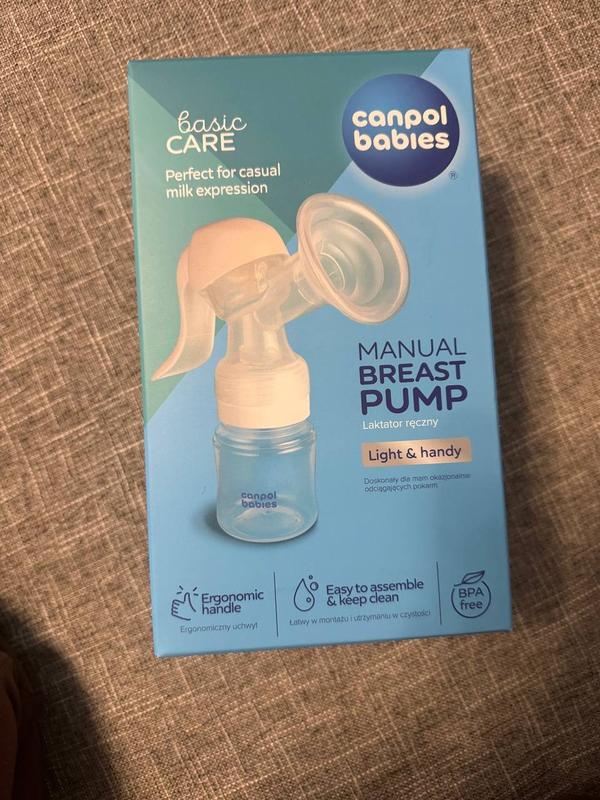 basic
CARE
Perfect for casual
milk expression
canpol
babies
®
MANUAL
BREAST
PUMP
Laktator ręczny
Light & handy
Doskonały dla mam okazjonalnie
odciągających pokarm
canpol
babies
Ergonomic
handle
Ergonomiczny uchwyt
Easy to assemble
& keep clean
Łatwy w montażu i utrzymaniu w czystości
BPA
free